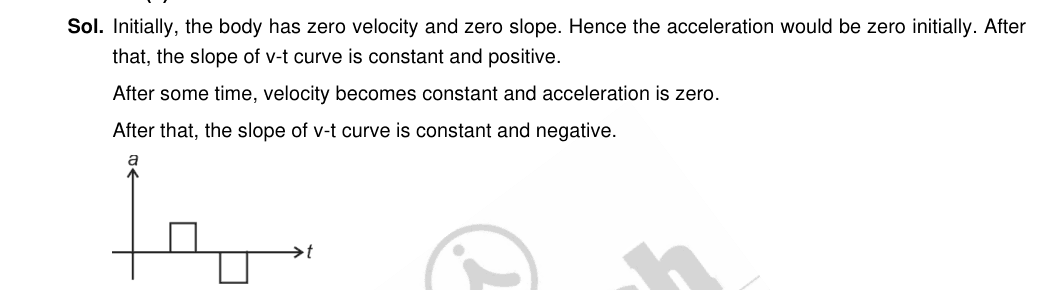 Sol. Initially, the body has zero velocity and zero slope. Hence the acceleration would be zero initially. After
that, the slope of v-t curve is constant and positive.
After some time, velocity becomes constant and acceleration is zero.
After that, the slope of v-t curve is constant and negative.
a
t